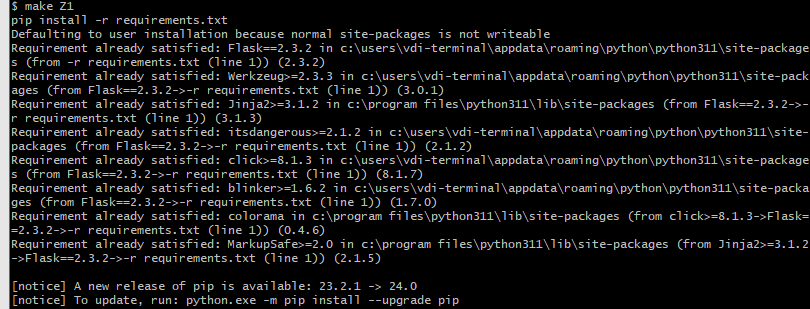 $ make Z1
pip install -r requirements.txt
Defaulting to user installation because normal site-packages is not writeable
Requirement already satisfied: Flask==2.3.2 in c:\users\vdi-terminal\appdata\roaming\python\python311\site-package
s (from -r requirements.txt (line 1)) (2.3.2)
Requirement already satisfied: Werkzeug>=2.3.3 in c:\users\vdi-terminal\appdata\roaming\python\python311\site-pack
ages (from Flask==2.3.2->-r requirements.txt (line 1)) (3.0.1)
Requirement already satisfied: Jinja2>=3.1.2 in c:\program files\python311\lib\site-packages (from Flask==2.3.2->-
r requirements.txt (line 1)) (3.1.3)
Requirement already satisfied: itsdangerous>=2.1.2 in c:\users\vdi-terminal\appdata\roaming\python\python311\site-
packages (from Flask==2.3.2->-r requirements.txt (line 1)) (2.1.2)
Requirement already satisfied: click>=8.1.3 in c:\users\vdi-terminal\appdata\roaming\python\python311\site-package
s (from Flask==2.3.2->-r requirements.txt (line 1)) (8.1.7)
Requirement already satisfied: blinker>=1.6.2 in c:\users\vdi-terminal\appdata\roaming\python\python311\site-packa
ges (from Flask==2.3.2->-r requirements.txt (line 1)) (1.7.0)
Requirement already satisfied: colorama in c:\program files\python311\lib\site-packages (from click>=8.1.3->Flask=
=2.3.2->-r requirements.txt (line 1)) (0.4.6)
Requirement already satisfied: MarkupSafe>=2.0 in c:\program files\python311\lib\site-packages (from Jinja2>=3.1.2
->Flask==2.3.2->-r requirements.txt (line 1)) (2.1.5)
[notice] A new release of pip is available: 23.2.1 -> 24.0
[notice] To update, run: python.exe -m pip install --upgrade pip